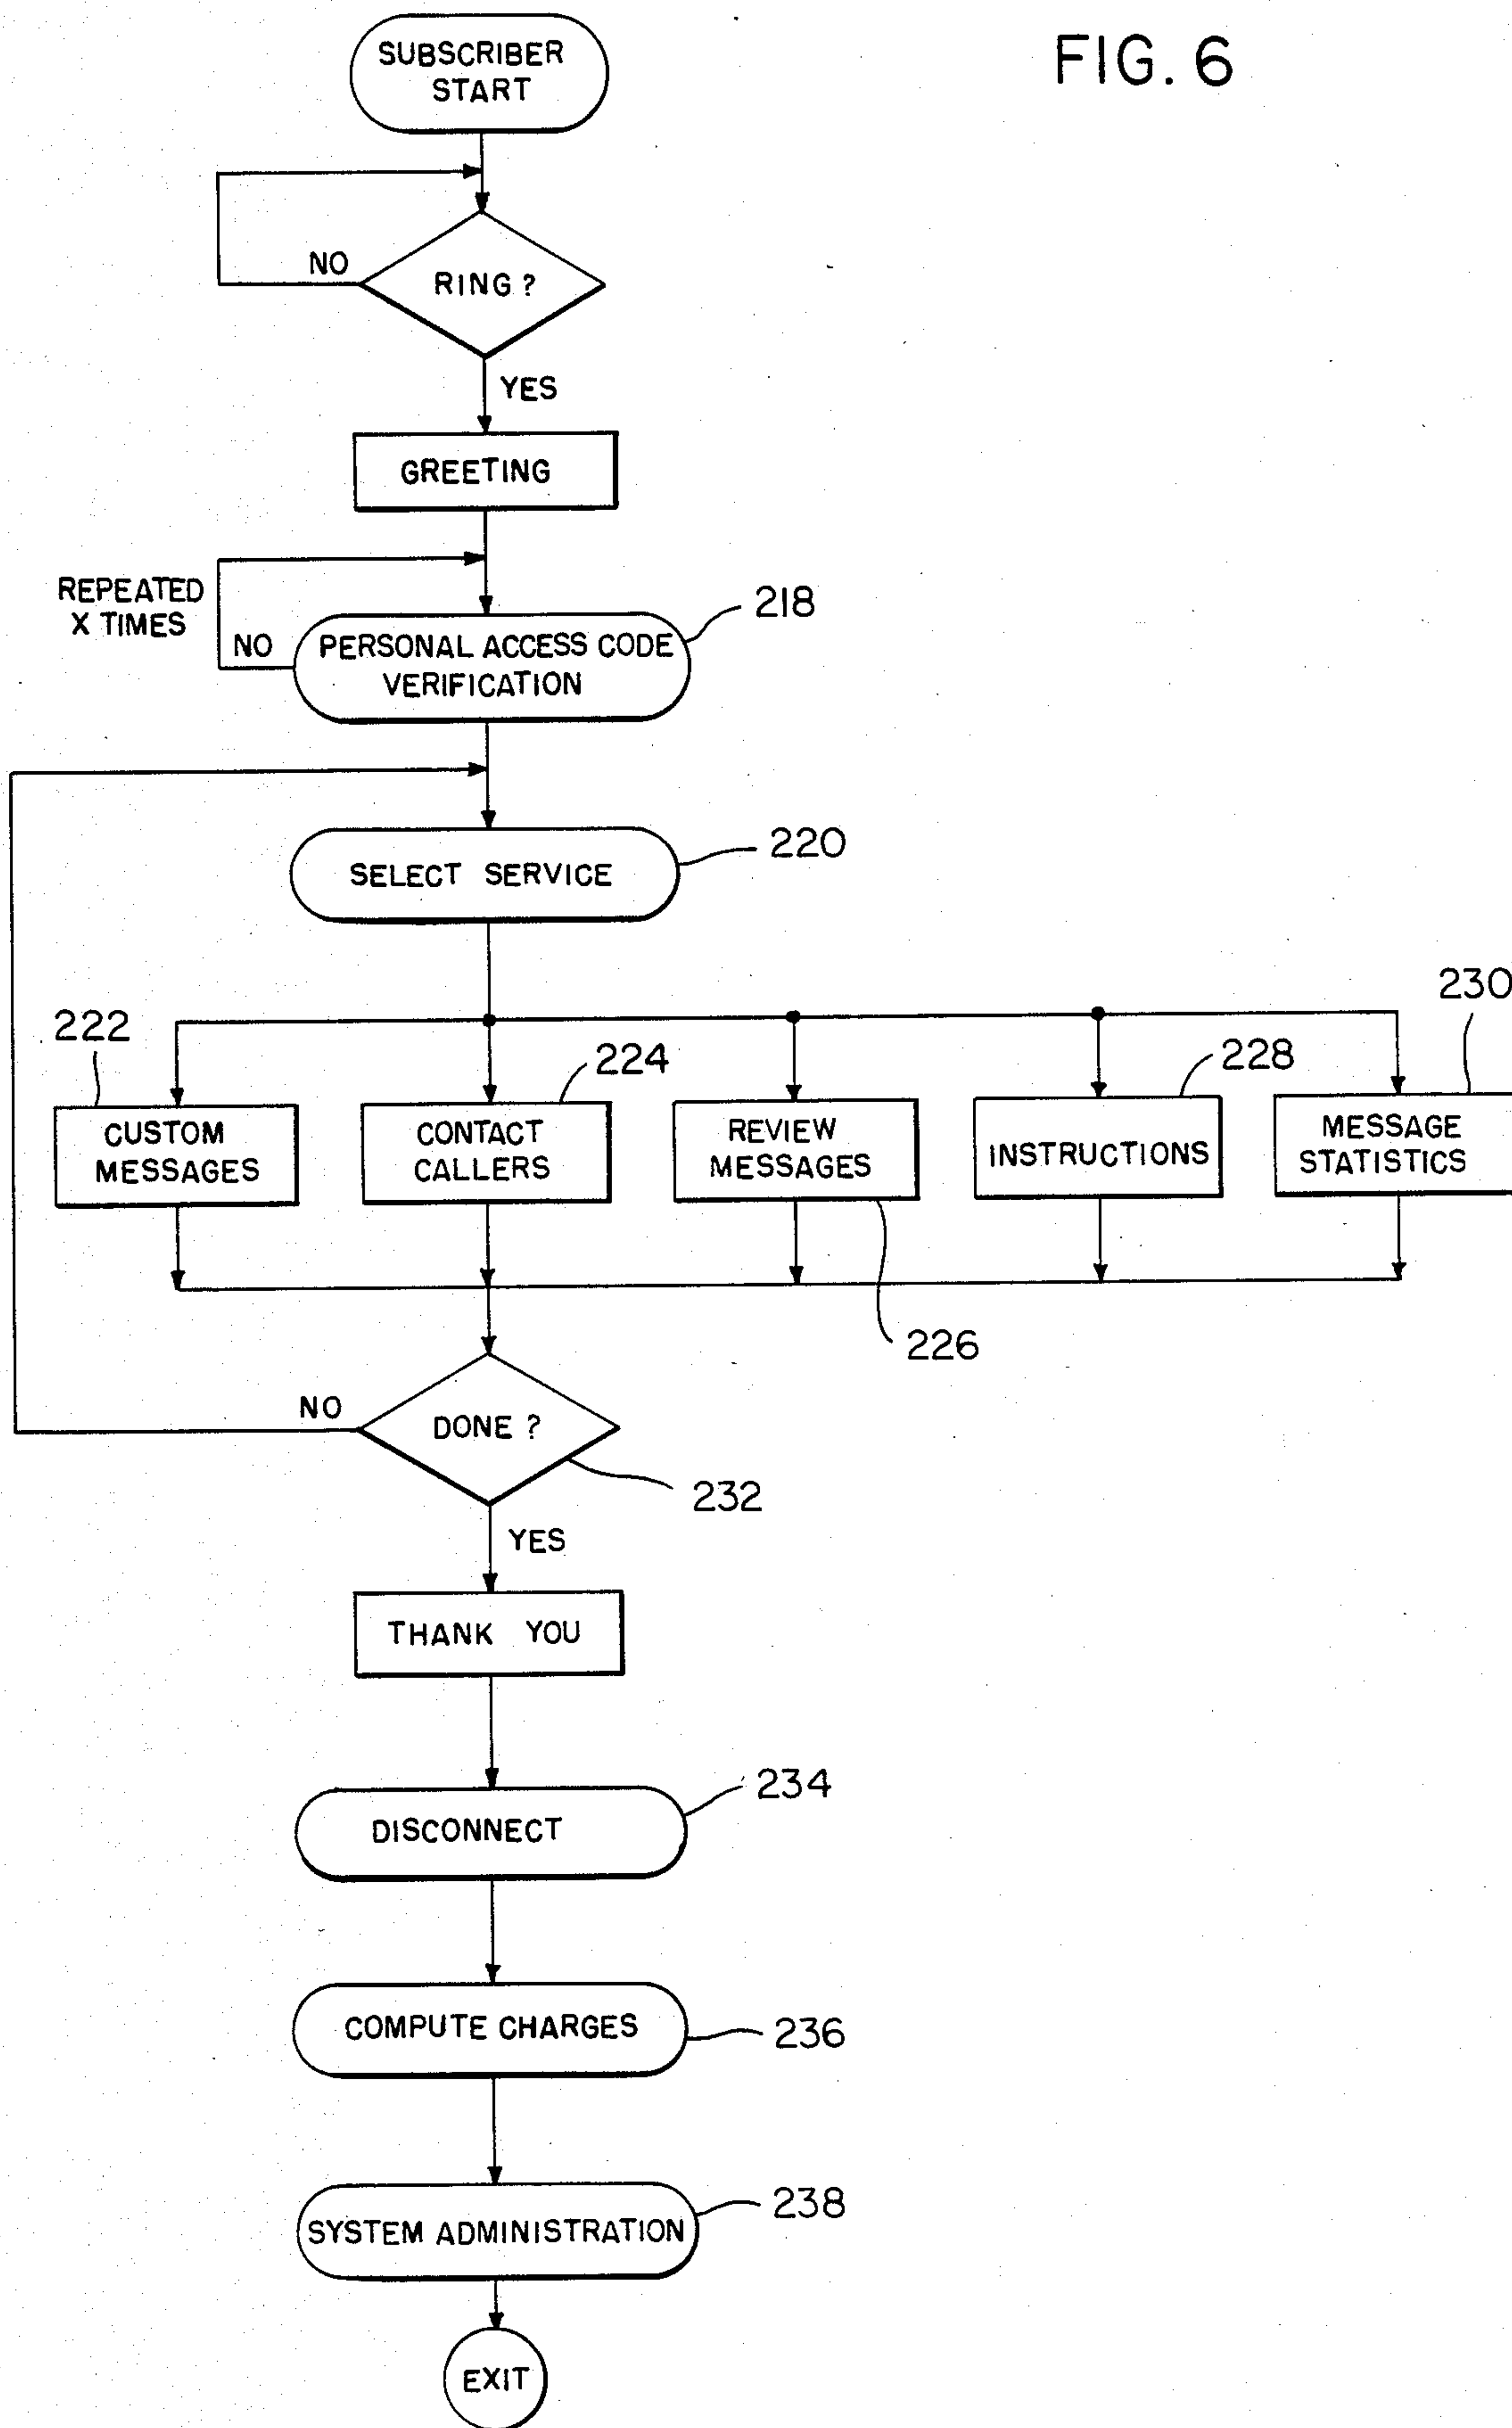 FIG. 6
SUBSCRIBER
START
NO
RING ?
YES
GREETING
REPEATED
X TIMES
NO
PERSONAL ACCESS CODE
VERIFICATION
218
SELECT SERVICE
220
222
224
228
230
CUSTOM
MESSAGES
CONTACT
CALLERS
REVIEW
MESSAGES
INSTRUCTIONS
MESSAGE
STATISTICS
226
NO
DONE ?
232
YES
THANK YOU
DISCONNECT
234
COMPUTE CHARGES
236
SYSTEM ADMINISTRATION
238
EXIT